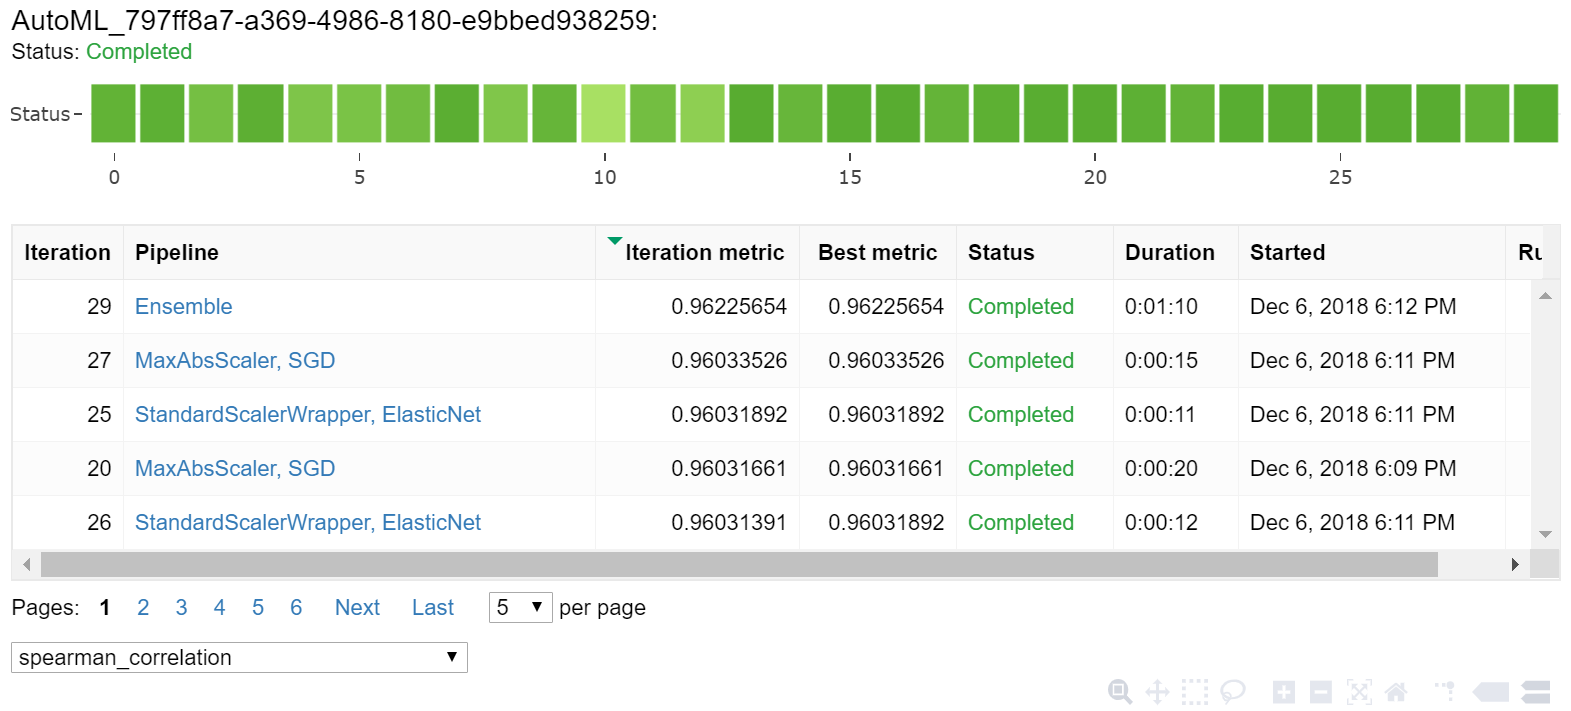 AutoML_797ff8a7-a369-4986-8180-e9bbed938259:
Status: Completed
Status
0 5 10 15 20 25
Iteration Pipeline Iteration metric Best metric Status Duration Started Ru
29 Ensemble 0.96225654 0.96225654 Completed 0:01:10 Dec 6, 2018 6:12 PM
27 MaxAbsScaler, SGD 0.96033526 0.96033526 Completed 0:00:15 Dec 6, 2018 6:11 PM
25 StandardScalerWrapper, ElasticNet 0.96031892 0.96031892 Completed 0:00:11 Dec 6, 2018 6:11 PM
20 MaxAbsScaler, SGD 0.96031661 0.96031661 Completed 0:00:20 Dec 6, 2018 6:09 PM
26 StandardScalerWrapper, ElasticNet 0.96031391 0.96031892 Completed 0:00:12 Dec 6, 2018 6:11 PM
Pages: 1 2 3 4 5 6 Next Last 5 per page
spearman_correlation